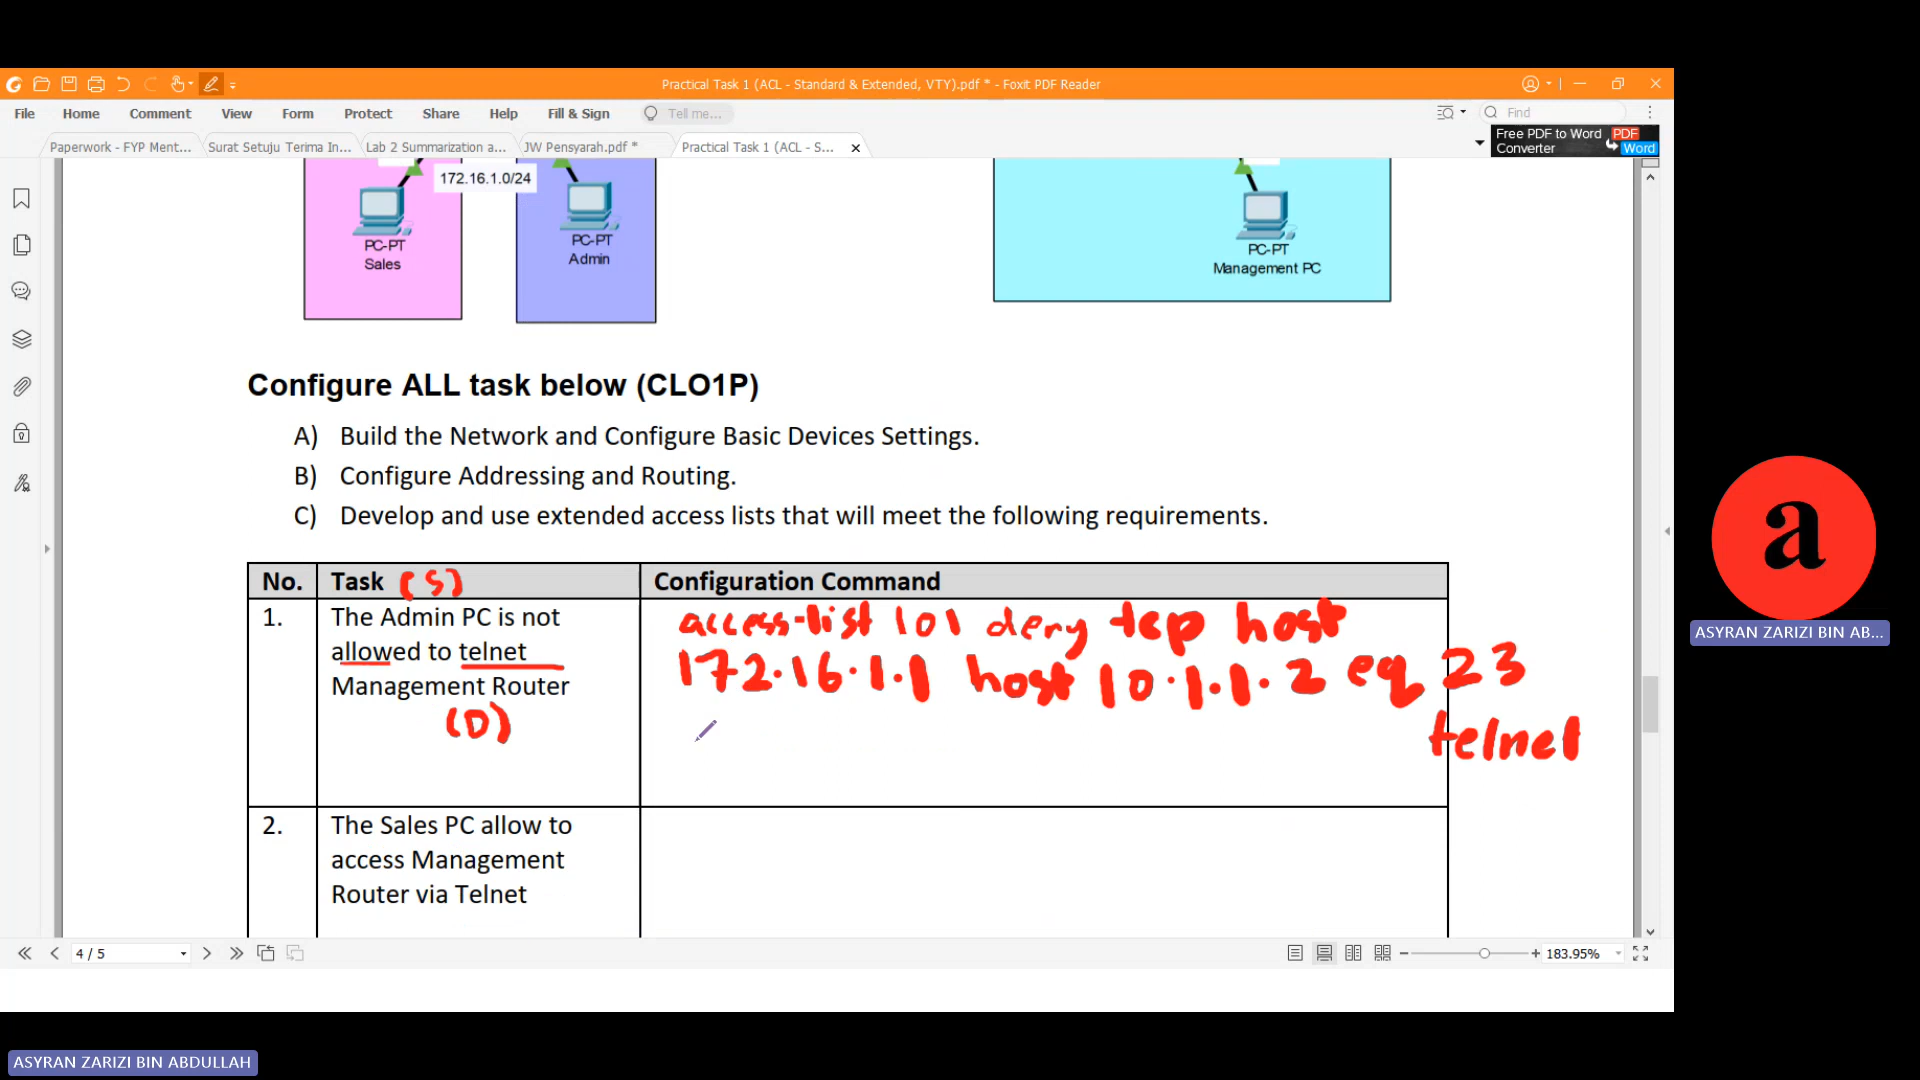 Practical Task 1 (ACL - Standard & Extended, VTY).pdf * - Foxit PDF Reader
File Home Comment View Form Protect Share Help Fill & Sign Tell me... Find
Free PDF to Word Converter PDF Word
Paperwork - FYP Ment... Surat Setuju Terima In... Lab 2 Summarization a... JW Pensyarah.pdf * Practical Task 1 (ACL - S...
172.16.1.0/24
PC-PT
Sales
PC-PT
Admin
PC-PT
Management PC
Configure ALL task below (CLO1P)
A) Build the Network and Configure Basic Devices Settings.
B) Configure Addressing and Routing.
C) Develop and use extended access lists that will meet the following requirements.
No. Task (S) Configuration Command
1. The Admin PC is not
allowed to telnet
Management Router
(D)
access-list 101 deny tcp host
172.16.1.1 host 10.1.1.2 eq 23
telnet
2. The Sales PC allow to
access Management
Router via Telnet
4 / 5
183.95%
a
ASYRAN ZARIZI BIN AB...
ASYRAN ZARIZI BIN ABDULLAH